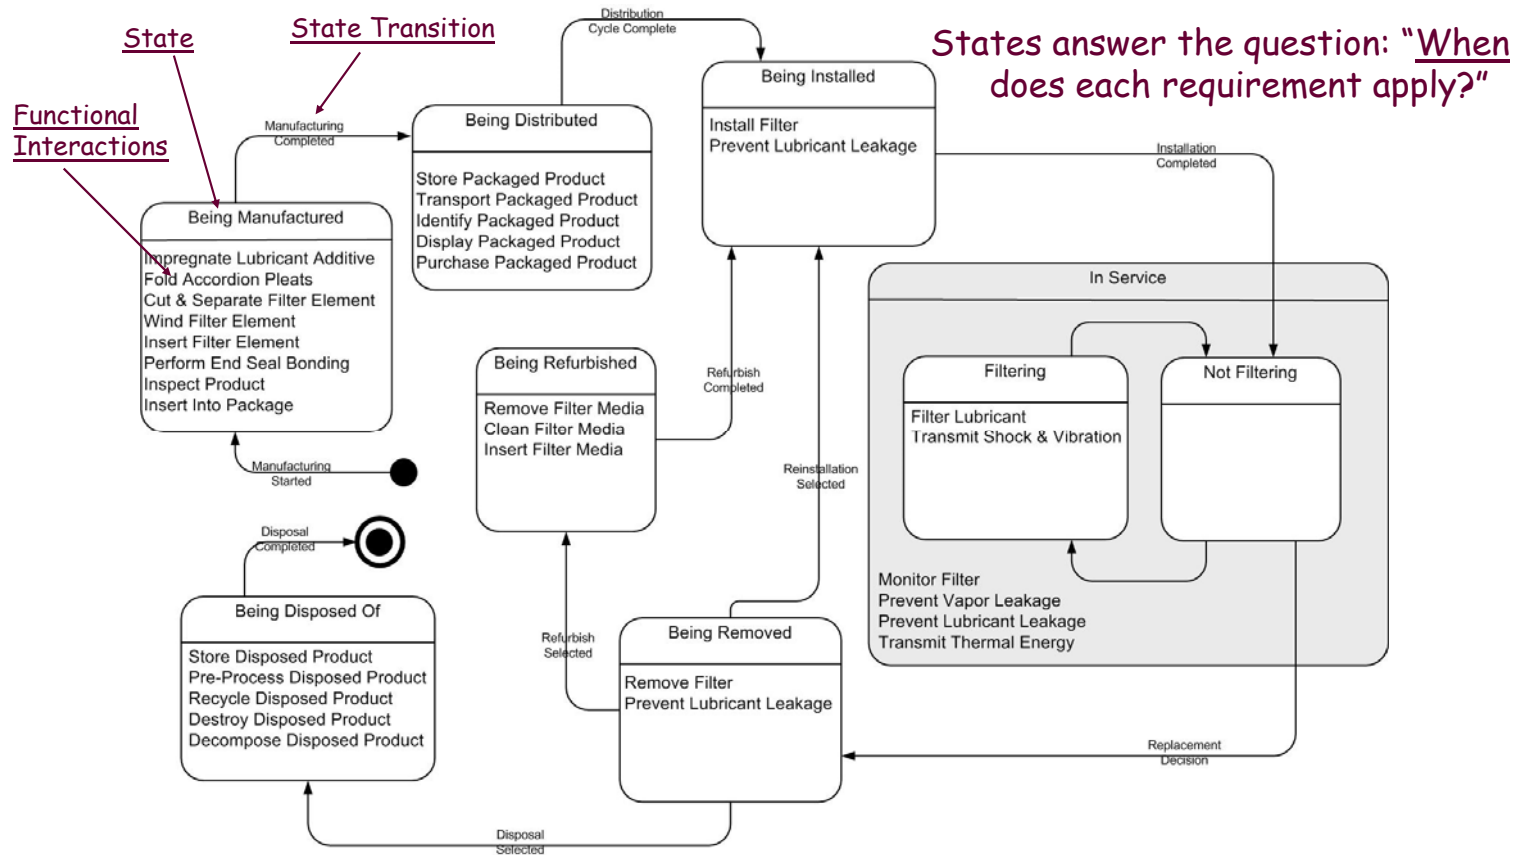 State
State Transition
States answer the question: “When
does each requirement apply?”
Functional
Interactions
Distribution
Cycle Complete
Manufacturing
Completed
Being Manufactured
Impregnate Lubricant Additive
Fold Accordion Pleats
Cut & Separate Filter Element
Wind Filter Element
Insert Filter Element
Perform End Seal Bonding
Inspect Product
Insert Into Package
Manufacturing
Started
Being Distributed
Store Packaged Product
Transport Packaged Product
Identify Packaged Product
Display Packaged Product
Purchase Packaged Product
Being Installed
Install Filter
Prevent Lubricant Leakage
Installation
Completed
In Service
Filtering
Filter Lubricant
Transmit Shock & Vibration
Not Filtering
Monitor Filter
Prevent Vapor Leakage
Prevent Lubricant Leakage
Transmit Thermal Energy
Being Refurbished
Remove Filter Media
Clean Filter Media
Insert Filter Media
Refurbish
Completed
Reinstallation
Selected
Refurbish
Selected
Being Removed
Remove Filter
Prevent Lubricant Leakage
Replacement
Decision
Disposal
Completed
Being Disposed Of
Store Disposed Product
Pre-Process Disposed Product
Recycle Disposed Product
Destroy Disposed Product
Decompose Disposed Product
Disposal
Selected